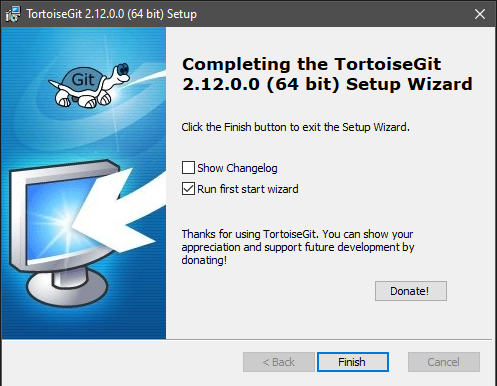 TortoiseGit 2.12.0.0 (64 bit) Setup
Git
Completing the TortoiseGit
2.12.0.0 (64 bit) Setup Wizard
Click the Finish button to exit the Setup Wizard.
Show Changelog
Run first start wizard
Thanks for using TortoiseGit. You can show your
appreciation and support future development by
donating!
Donate!
< Back
Finish
Cancel